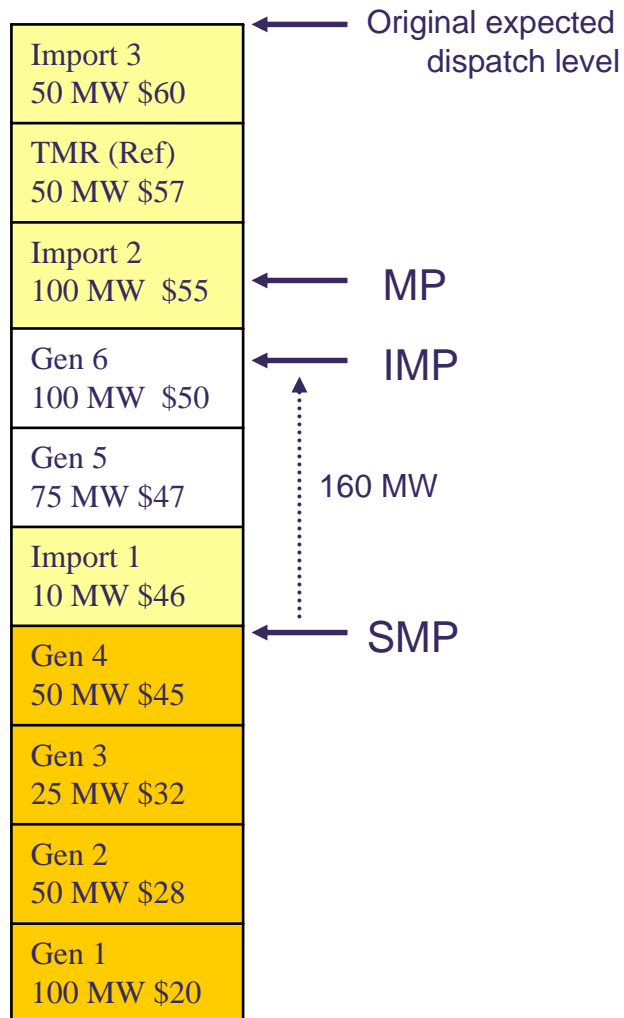 Original expected
dispatch level
Import 3
50 MW $60
TMR (Ref)
50 MW $57
Import 2
100 MW $55
MP
Gen 6
100 MW $50
IMP
Gen 5
75 MW $47
160 MW
Import 1
10 MW $46
SMP
Gen 4
50 MW $45
Gen 3
25 MW $32
Gen 2
50 MW $28
Gen 1
100 MW $20